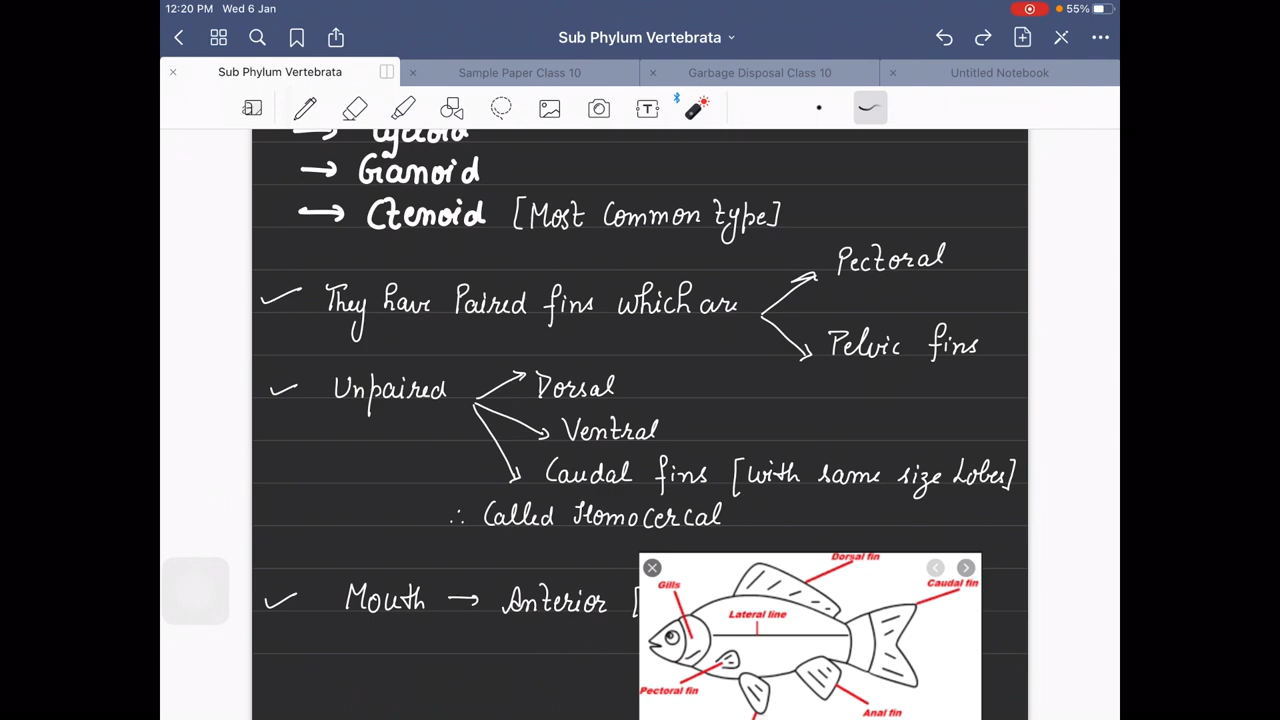 12:20 PM Wed 6 Jan
55%
Sub Phylum Vertebrata
Sub Phylum Vertebrata
Sample Paper Class 10
Garbage Disposal Class 10
Untitled Notebook
→ Cycloid
→ Ganoid
→ Ctenoid [Most Common type]
✓ They have Paired fins which are
Pectoral
Pelvic fins
✓ Unpaired
Dorsal
Ventral
Caudal fins [with same size Lobes]
∴ Called Homocercal
✓ Mouth → Anterior [
Dorsal fin
Gills
Caudal fin
Lateral line
Pectoral fin
Anal fin